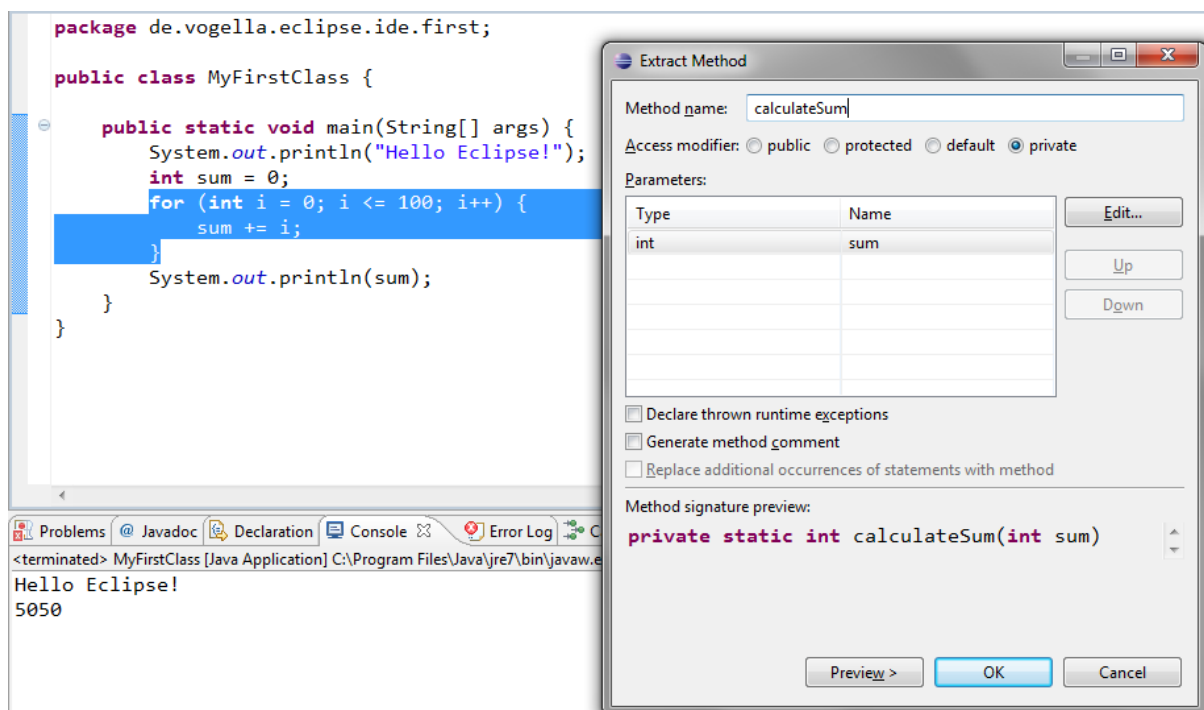 package de.vogella.eclipse.ide.first;
public class MyFirstClass {
public static void main(String[] args) {
System.out.println("Hello Eclipse!");
int sum = 0;
for (int i = 0; i <= 100; i++) {
sum += i;
}
System.out.println(sum);
}
}
Problems @ Javadoc Declaration Console Error Log C
<terminated> MyFirstClass [Java Application] C:\Program Files\Java\jre7\bin\javaw.e
Hello Eclipse!
5050
Extract Method
Method name: calculateSum
Access modifier: public protected default private
Parameters:
Type Name Edit...
int sum
Up
Down
Declare thrown runtime exceptions
Generate method comment
Replace additional occurrences of statements with method
Method signature preview:
private static int calculateSum(int sum)
Preview > OK Cancel